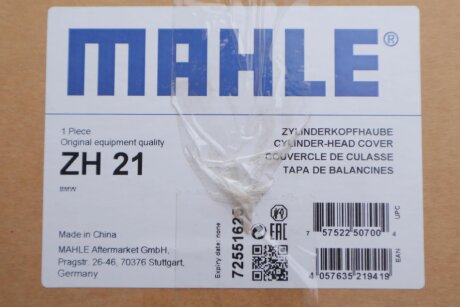 MAHLE®
1 Piece
Original equipment quality
ZH 21
BMW
ZYLINDERKOPFHAUBE
CYLINDER-HEAD COVER
COUVERCLE DE CULASSE
TAPA DE BALANCINES
Made in China
MAHLE Aftermarket GmbH,
Pragstr. 26-46, 70376 Stuttgart,
Germany
Expiry date: none
EAC
7 57522 50700 4
UPC
4 057635 219419
EAN